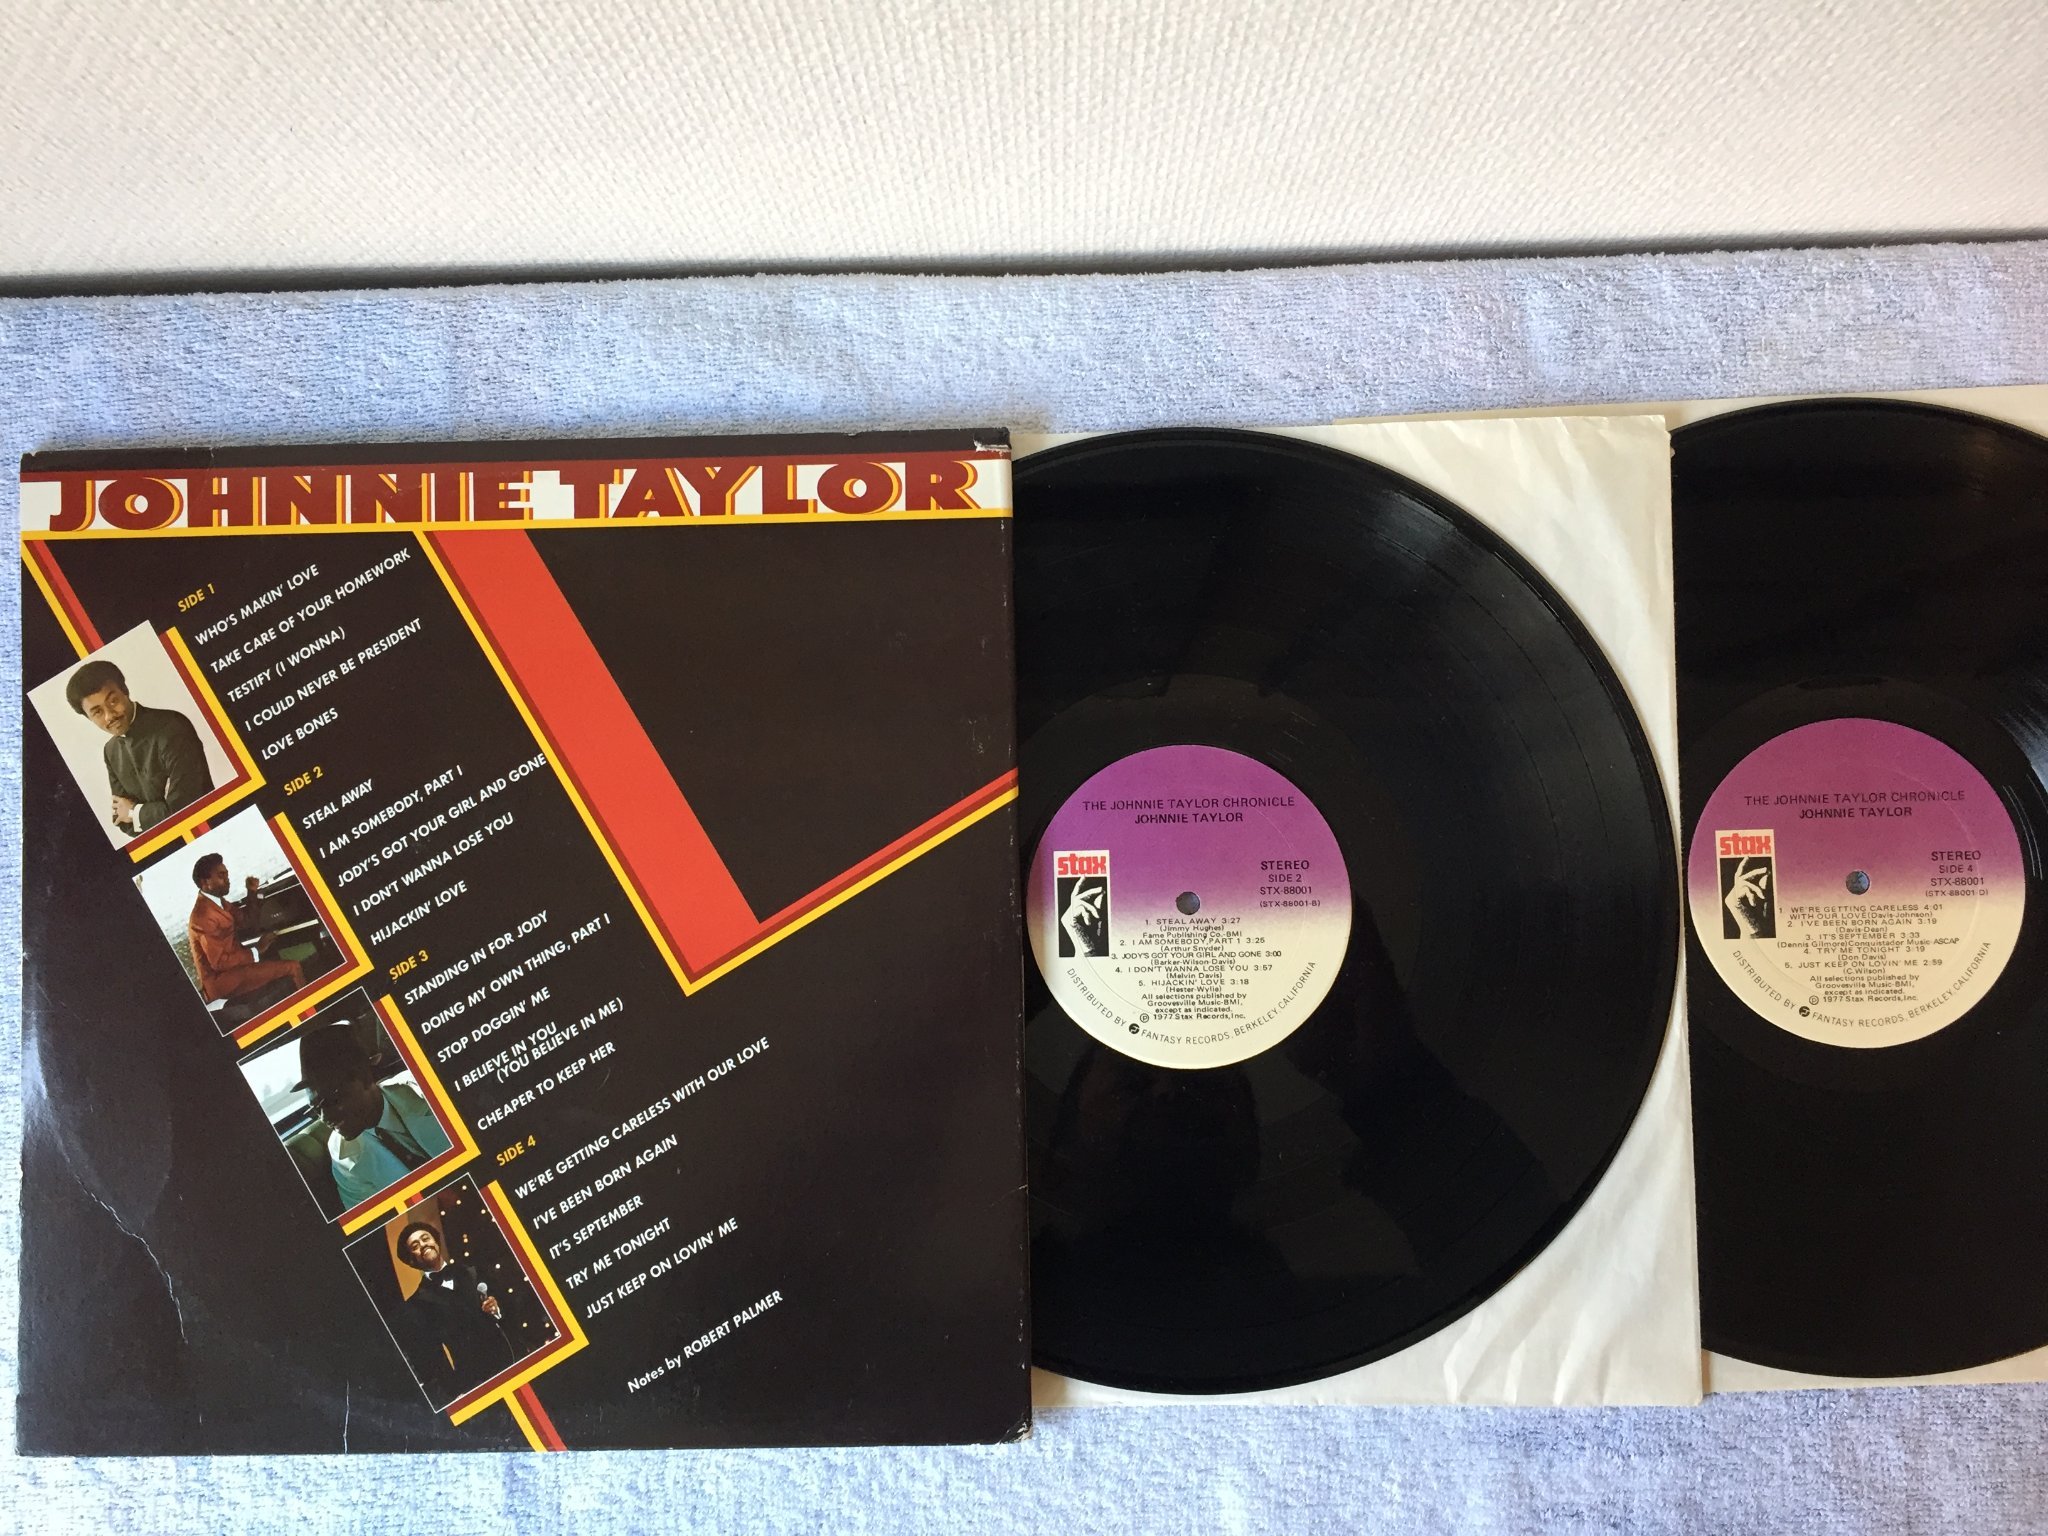 JOHNNIE TAYLOR
SIDE 1
WHO'S MAKIN' LOVE
TAKE CARE OF YOUR HOMEWORK
TESTIFY (I WONNA)
I COULD NEVER BE PRESIDENT
LOVE BONES
SIDE 2
STEAL AWAY
I AM SOMEBODY, PART I
JODY'S GOT YOUR GIRL AND GONE
I DON'T WANNA LOSE YOU
HIJACKIN' LOVE
SIDE 3
STANDING IN FOR JODY
DOING MY OWN THING, PART I
STOP DOGGIN' ME
I BELIEVE IN YOU
(YOU BELIEVE IN ME)
CHEAPER TO KEEP HER
SIDE 4
WE'RE GETTING CARELESS WITH OUR LOVE
I'VE BEEN BORN AGAIN
IT'S SEPTEMBER
TRY ME TONIGHT
JUST KEEP ON LOVIN' ME
Notes by ROBERT PALMER
THE JOHNNIE TAYLOR CHRONICLE
JOHNNIE TAYLOR
stax
STEREO
SIDE 2
STX-88001
(STX-88001-B)
1. STEAL AWAY 3:27
(Jimmy Hughes)
Fame Publishing Co.-BMI
2. I AM SOMEBODY, PART 1 3:25
(Arthur Snyder)
3. JODY'S GOT YOUR GIRL AND GONE 3:00
(Barker-Wilson-Davis)
4. I DON'T WANNA LOSE YOU 3:57
(Melvin Davis)
5. HIJACKIN' LOVE 3:18
(Hester-Wylie)
All selections published by
Groovesville Music-BMI,
except as indicated.
℗ 1977 Stax Records, Inc.
DISTRIBUTED BY FANTASY RECORDS, BERKELEY, CALIFORNIA
THE JOHNNIE TAYLOR CHRONICLE
JOHNNIE TAYLOR
stax
STEREO
SIDE 4
STX-88001
(STX-88001-D)
1. WE'RE GETTING CARELESS 4:01
WITH OUR LOVE (Davis-Johnson)
2. I'VE BEEN BORN AGAIN 3:19
(Davis-Dean)
3. IT'S SEPTEMBER 3:33
(Dennis Gilmore) Conquistador Music-ASCAP
4. TRY ME TONIGHT 3:19
(Don Davis)
5. JUST KEEP ON LOVIN' ME 2:59
(C. Wilson)
All selections published by
Groovesville Music-BMI,
except as indicated.
℗ 1977 Stax Records, Inc.
DISTRIBUTED BY FANTASY RECORDS, BERKELEY, CALIFORNIA